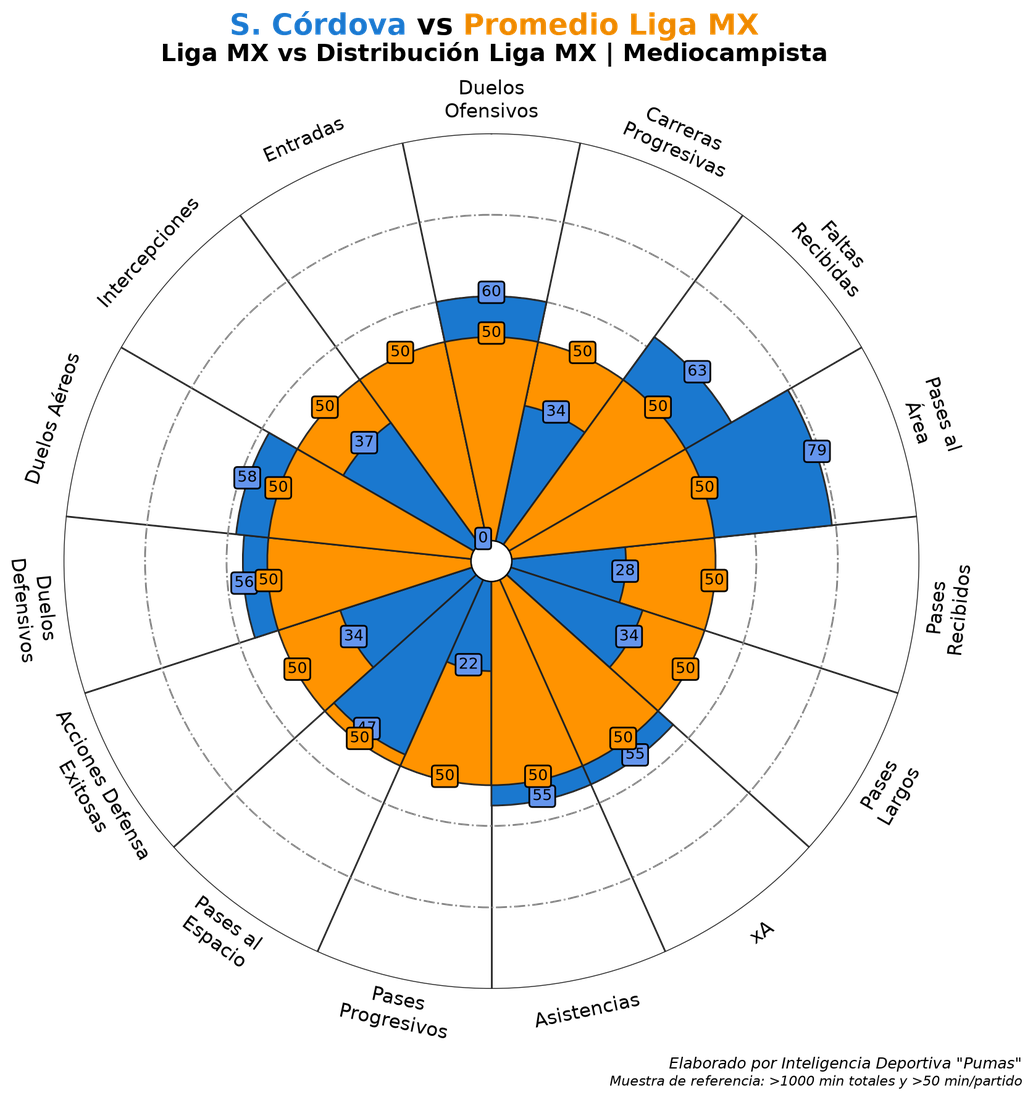 S. Córdova vs Promedio Liga MX
Liga MX vs Distribución Liga MX | Mediocampista
Duelos
Ofensivos
Carreras
Progresivas
Faltas
Recibidas
Pases al
Área
Pases
Recibidos
Pases
Largos
xA
Asistencias
Pases
Progresivos
Pases al
Espacio
Acciones Defensa
Exitosas
Duelos
Defensivos
Duelos Aéreos
Intercepciones
Entradas
60
50
50
34
63
50
79
50
28
50
34
50
50
55
50
55
50
22
47
50
34
50
56
50
58
50
50
37
50
0
Elaborado por Inteligencia Deportiva "Pumas"
Muestra de referencia: >1000 min totales y >50 min/partido